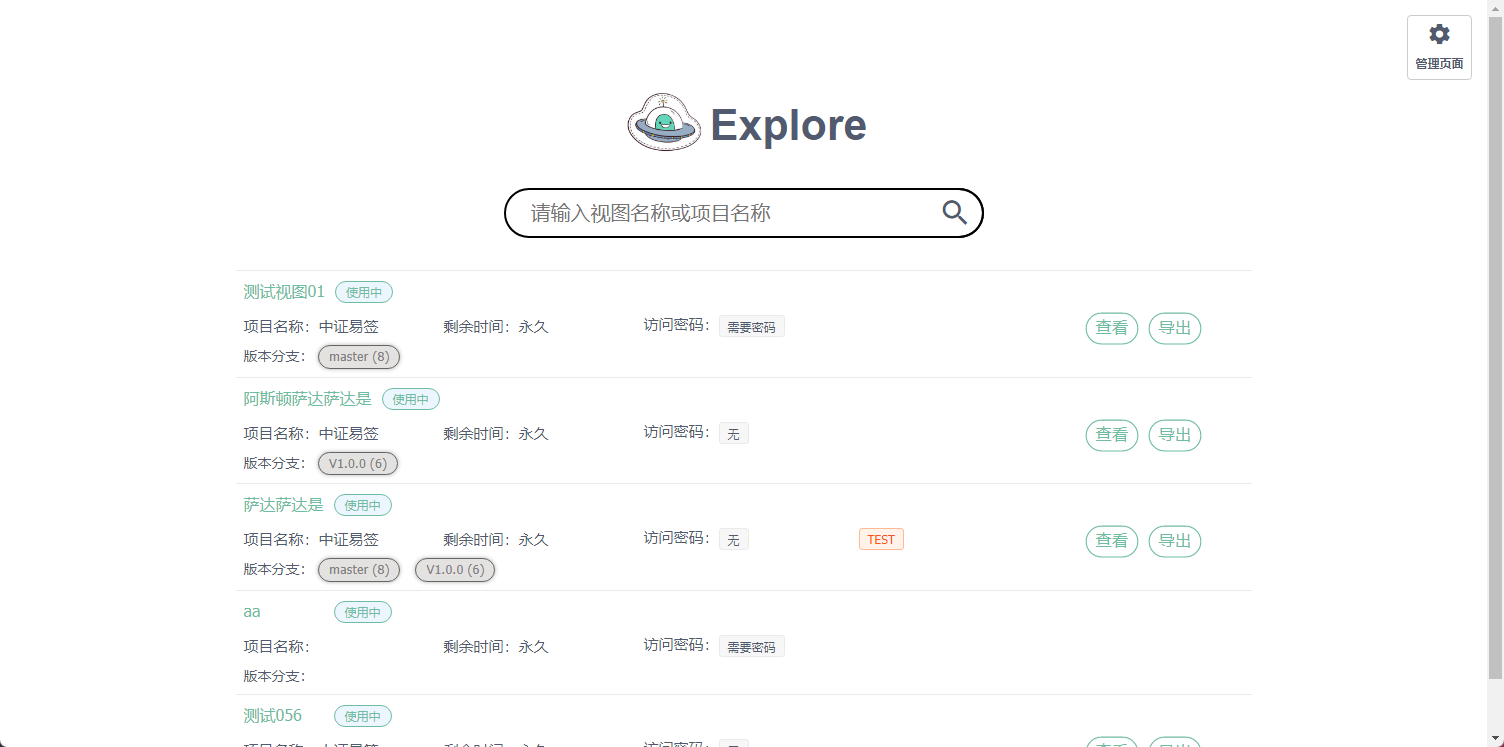 管理页面
Explore
请输入视图名称或项目名称
测试视图01 使用中
项目名称：中证易签 剩余时间：永久 访问密码： 需要密码 查看 导出
版本分支： master (8)
阿斯顿萨达萨达是 使用中
项目名称：中证易签 剩余时间：永久 访问密码： 无 查看 导出
版本分支： V1.0.0 (6)
萨达萨达是 使用中
项目名称：中证易签 剩余时间：永久 访问密码： 无 TEST 查看 导出
版本分支： master (8) V1.0.0 (6)
aa 使用中
项目名称： 剩余时间：永久 访问密码： 需要密码
版本分支：
测试056 使用中